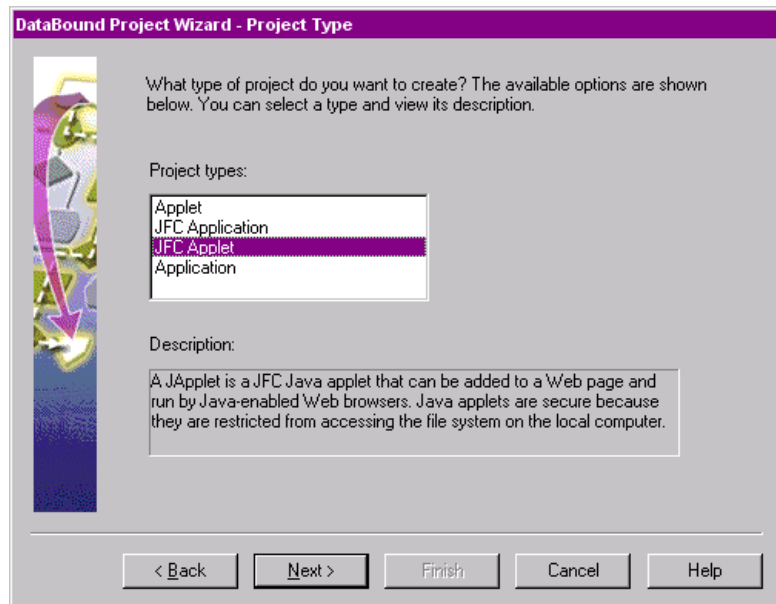 DataBound Project Wizard - Project Type
What type of project do you want to create? The available options are shown
below. You can select a type and view its description.
Project types:
Applet
JFC Application
JFC Applet
Application
Description:
A JApplet is a JFC Java applet that can be added to a Web page and
run by Java-enabled Web browsers. Java applets are secure because
they are restricted from accessing the file system on the local computer.
< Back Next > Finish Cancel Help